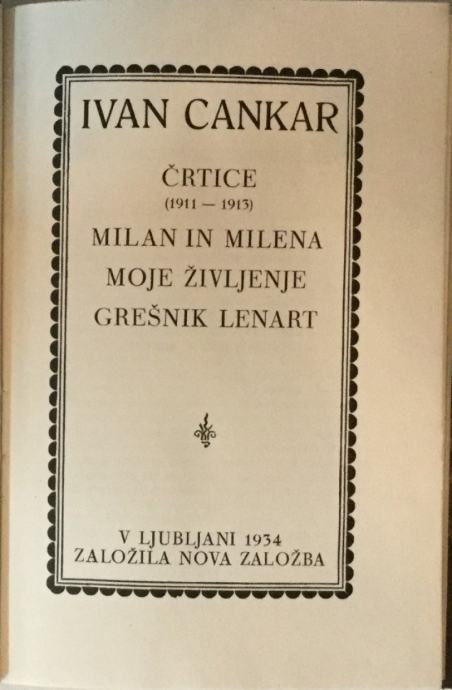 IVAN CANKAR
ČRTICE
(1911 — 1913)
MILAN IN MILENA
MOJE ŽIVLJENJE
GREŠNIK LENART
V LJUBLJANI 1934
ZALOŽILA NOVA ZALOŽBA